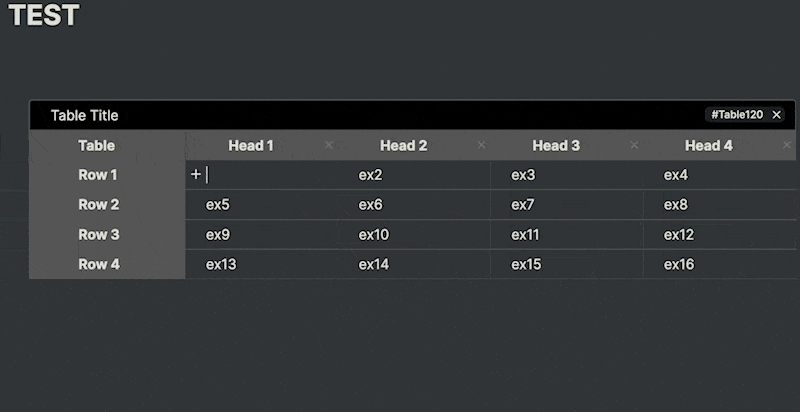 TEST
Table Title #Table120 ×
Table Head 1 × Head 2 × Head 3 × Head 4 ×
Row 1 + ex2 ex3 ex4
Row 2 ex5 ex6 ex7 ex8
Row 3 ex9 ex10 ex11 ex12
Row 4 ex13 ex14 ex15 ex16